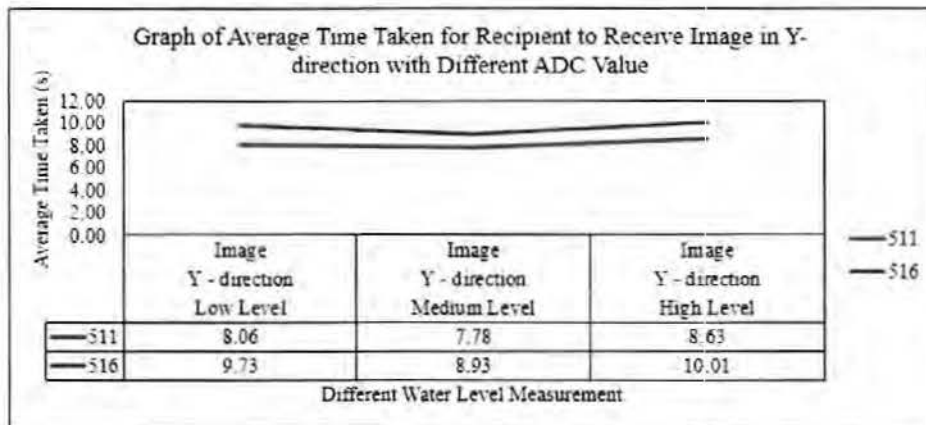 Graph of Average Time Taken for Recipient to Receive Image in Y-
direction with Different ADC Value
Average Time Taken (s)
12.00
10.00
8.00
6.00
4.00
2.00
0.00
Image Image Image
Y - direction Y - direction Y - direction
Low Level Medium Level High Level
511 8.06 7.78 8.63
516 9.73 8.93 10.01
Different Water Level Measurement
511
516